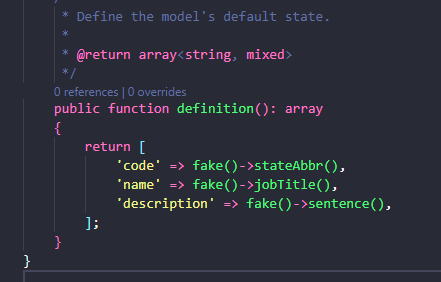 * Define the model's default state.
*
* @return array<string, mixed>
*/
0 references | 0 overrides
public function definition(): array
{
return [
'code' => fake()->stateAbbr(),
'name' => fake()->jobTitle(),
'description' => fake()->sentence(),
];
}
}